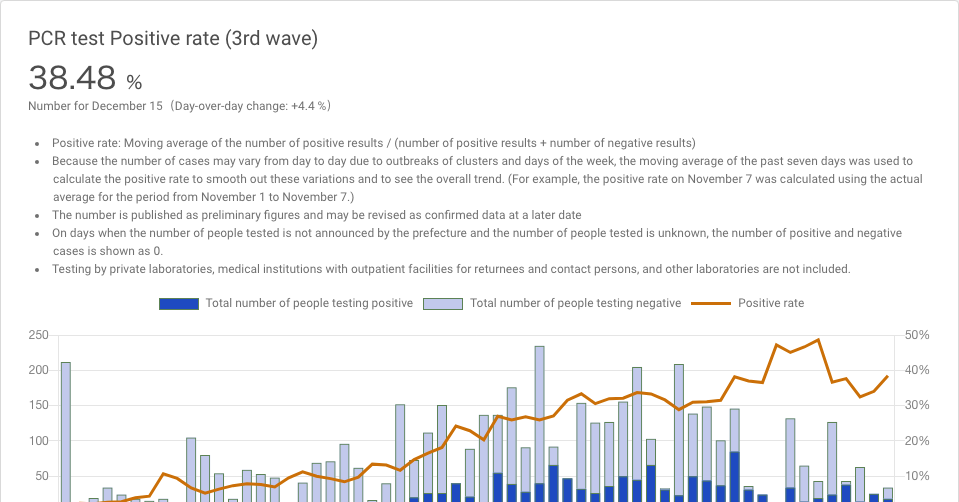 PCR test Positive rate (3rd wave)
38.48 %
Number for December 15（Day-over-day change: +4.4 %）
• Positive rate: Moving average of the number of positive results / (number of positive results + number of negative results)
• Because the number of cases may vary from day to day due to outbreaks of clusters and days of the week, the moving average of the past seven days was used to
calculate the positive rate to smooth out these variations and to see the overall trend. (For example, the positive rate on November 7 was calculated using the actual
average for the period from November 1 to November 7.)
• The number is published as preliminary figures and may be revised as confirmed data at a later date
• On days when the number of people tested is not announced by the prefecture and the number of people tested is unknown, the number of positive and negative
cases is shown as 0.
• Testing by private laboratories, medical institutions with outpatient facilities for returnees and contact persons, and other laboratories are not included.
Total number of people testing positive Total number of people testing negative Positive rate
250 50%
200 40%
150 30%
100 20%
50 10%